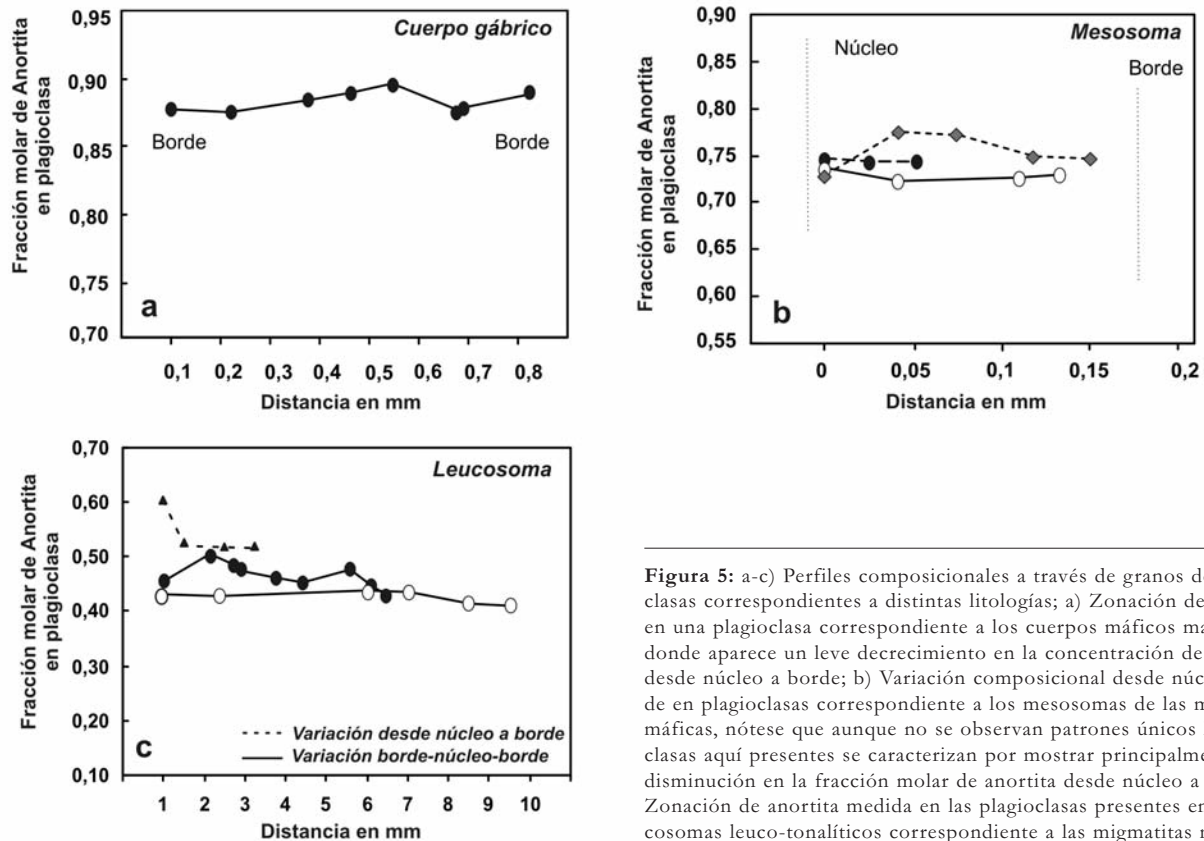 Cuerpo gábrico
Fracción molar de Anortita
en plagioclasa
0,95
0,90
0,85
0,80
0,75
0,70
Borde
Borde
a
0,1 0,2 0,3 0,4 0,5 0,6 0,7 0,8
Distancia en mm
Mesosoma
Fracción molar de Anortita
en plagioclasa
0,90
0,85
0,80
0,75
0,70
0,65
0,60
0,55
Núcleo
Borde
b
0 0,05 0,1 0,15 0,2
Distancia en mm
Leucosoma
Fracción molar de Anortita
en plagioclasa
0,70
0,60
0,50
0,40
0,30
0,20
0,10
Variación desde núcleo a borde
Variación borde-núcleo-borde
c
1 2 3 4 5 6 7 8 9 10
Distancia en mm
Figura 5: a-c) Perfiles composicionales a través de granos de
clasas correspondientes a distintas litologías; a) Zonación de
en una plagioclasa correspondiente a los cuerpos máficos ma
donde aparece un leve decrecimiento en la concentración de
desde núcleo a borde; b) Variación composicional desde núc
de en plagioclasas correspondiente a los mesosomas de las m
máficas, nótese que aunque no se observan patrones únicos
clasas aquí presentes se caracterizan por mostrar principalme
disminución en la fracción molar de anortita desde núcleo a
Zonación de anortita medida en las plagioclasas presentes en
cosomas leuco-tonalíticos correspondiente a las migmatitas